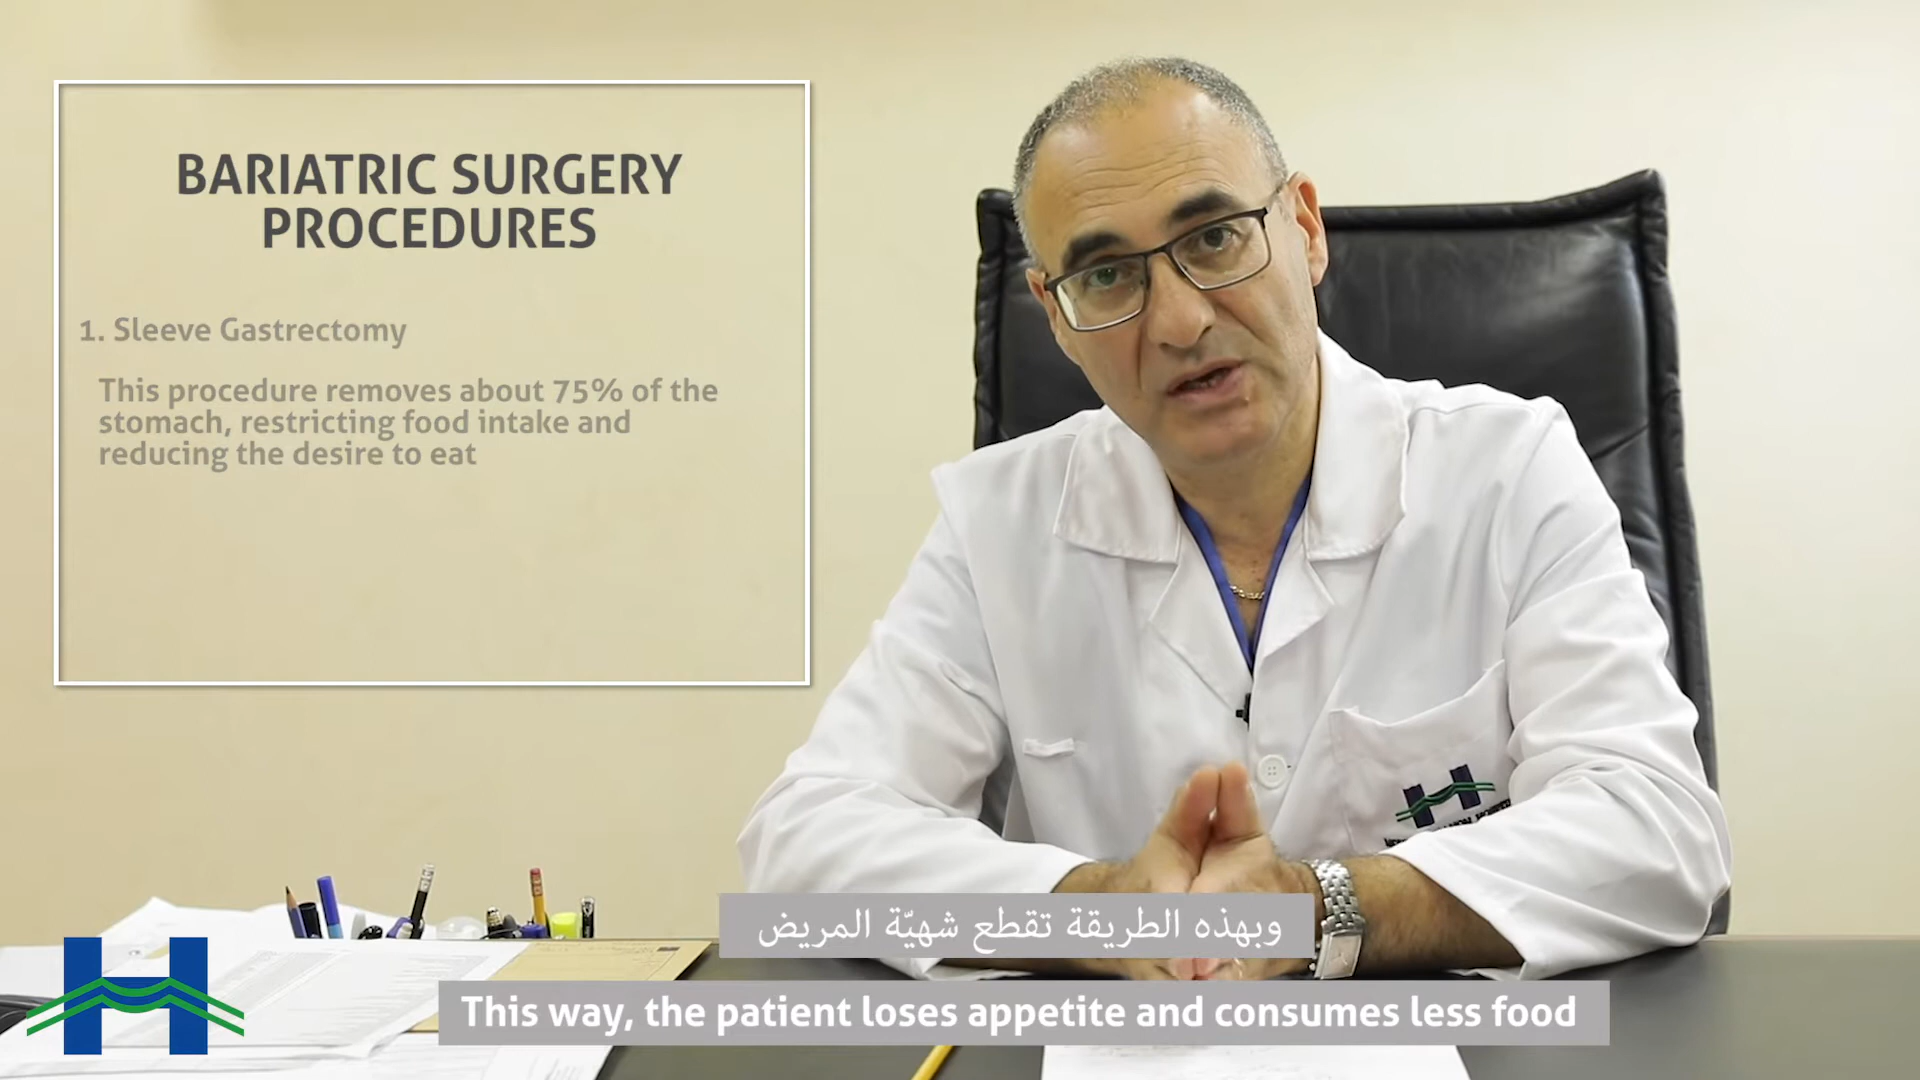 BARIATRIC SURGERY
PROCEDURES
1. Sleeve Gastrectomy
This procedure removes about 75% of the
stomach, restricting food intake and
reducing the desire to eat
وبهذه الطريقة تقطع شهيّة المريض
This way, the patient loses appetite and consumes less food